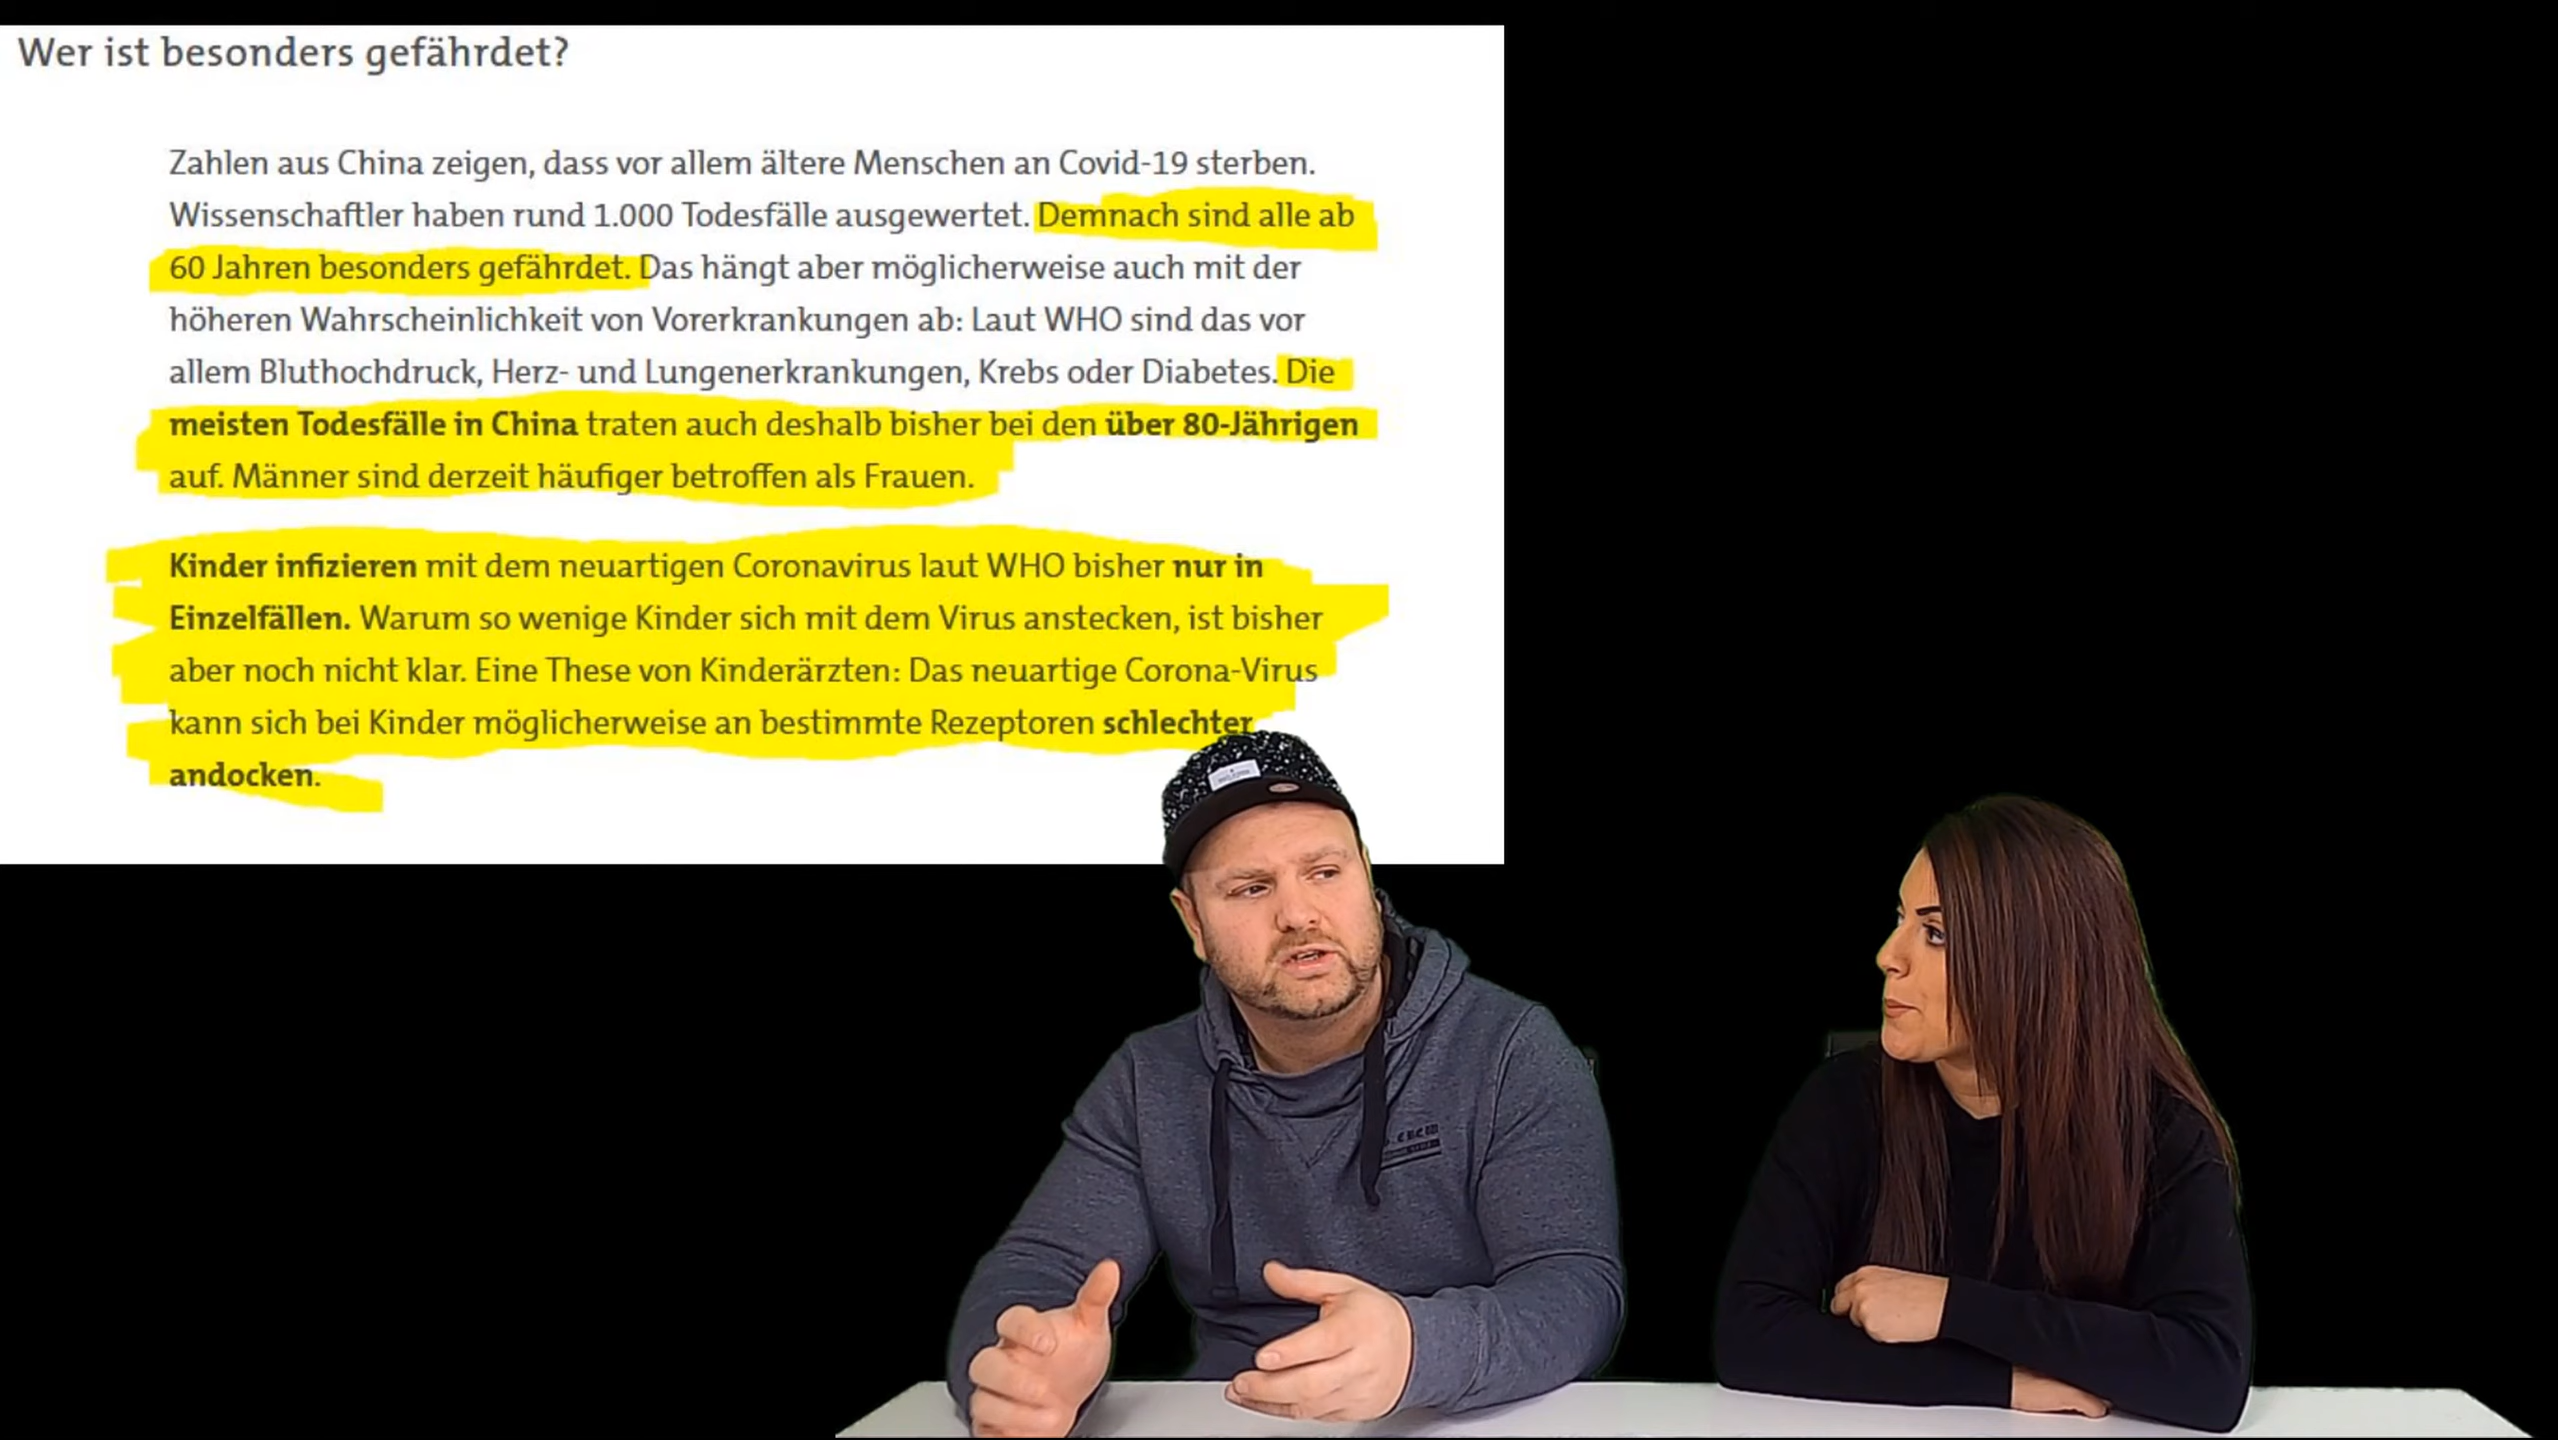 Wer ist besonders gefährdet?
Zahlen aus China zeigen, dass vor allem ältere Menschen an Covid-19 sterben.
Wissenschaftler haben rund 1.000 Todesfälle ausgewertet. Demnach sind alle ab
60 Jahren besonders gefährdet. Das hängt aber möglicherweise auch mit der
höheren Wahrscheinlichkeit von Vorerkrankungen ab: Laut WHO sind das vor
allem Bluthochdruck, Herz- und Lungenerkrankungen, Krebs oder Diabetes. Die
meisten Todesfälle in China traten auch deshalb bisher bei den über 80-Jährigen
auf. Männer sind derzeit häufiger betroffen als Frauen.
Kinder infizieren mit dem neuartigen Coronavirus laut WHO bisher nur in
Einzelfällen. Warum so wenige Kinder sich mit dem Virus anstecken, ist bisher
aber noch nicht klar. Eine These von Kinderärzten: Das neuartige Corona-Virus
kann sich bei Kinder möglicherweise an bestimmte Rezeptoren schlechter
andocken.